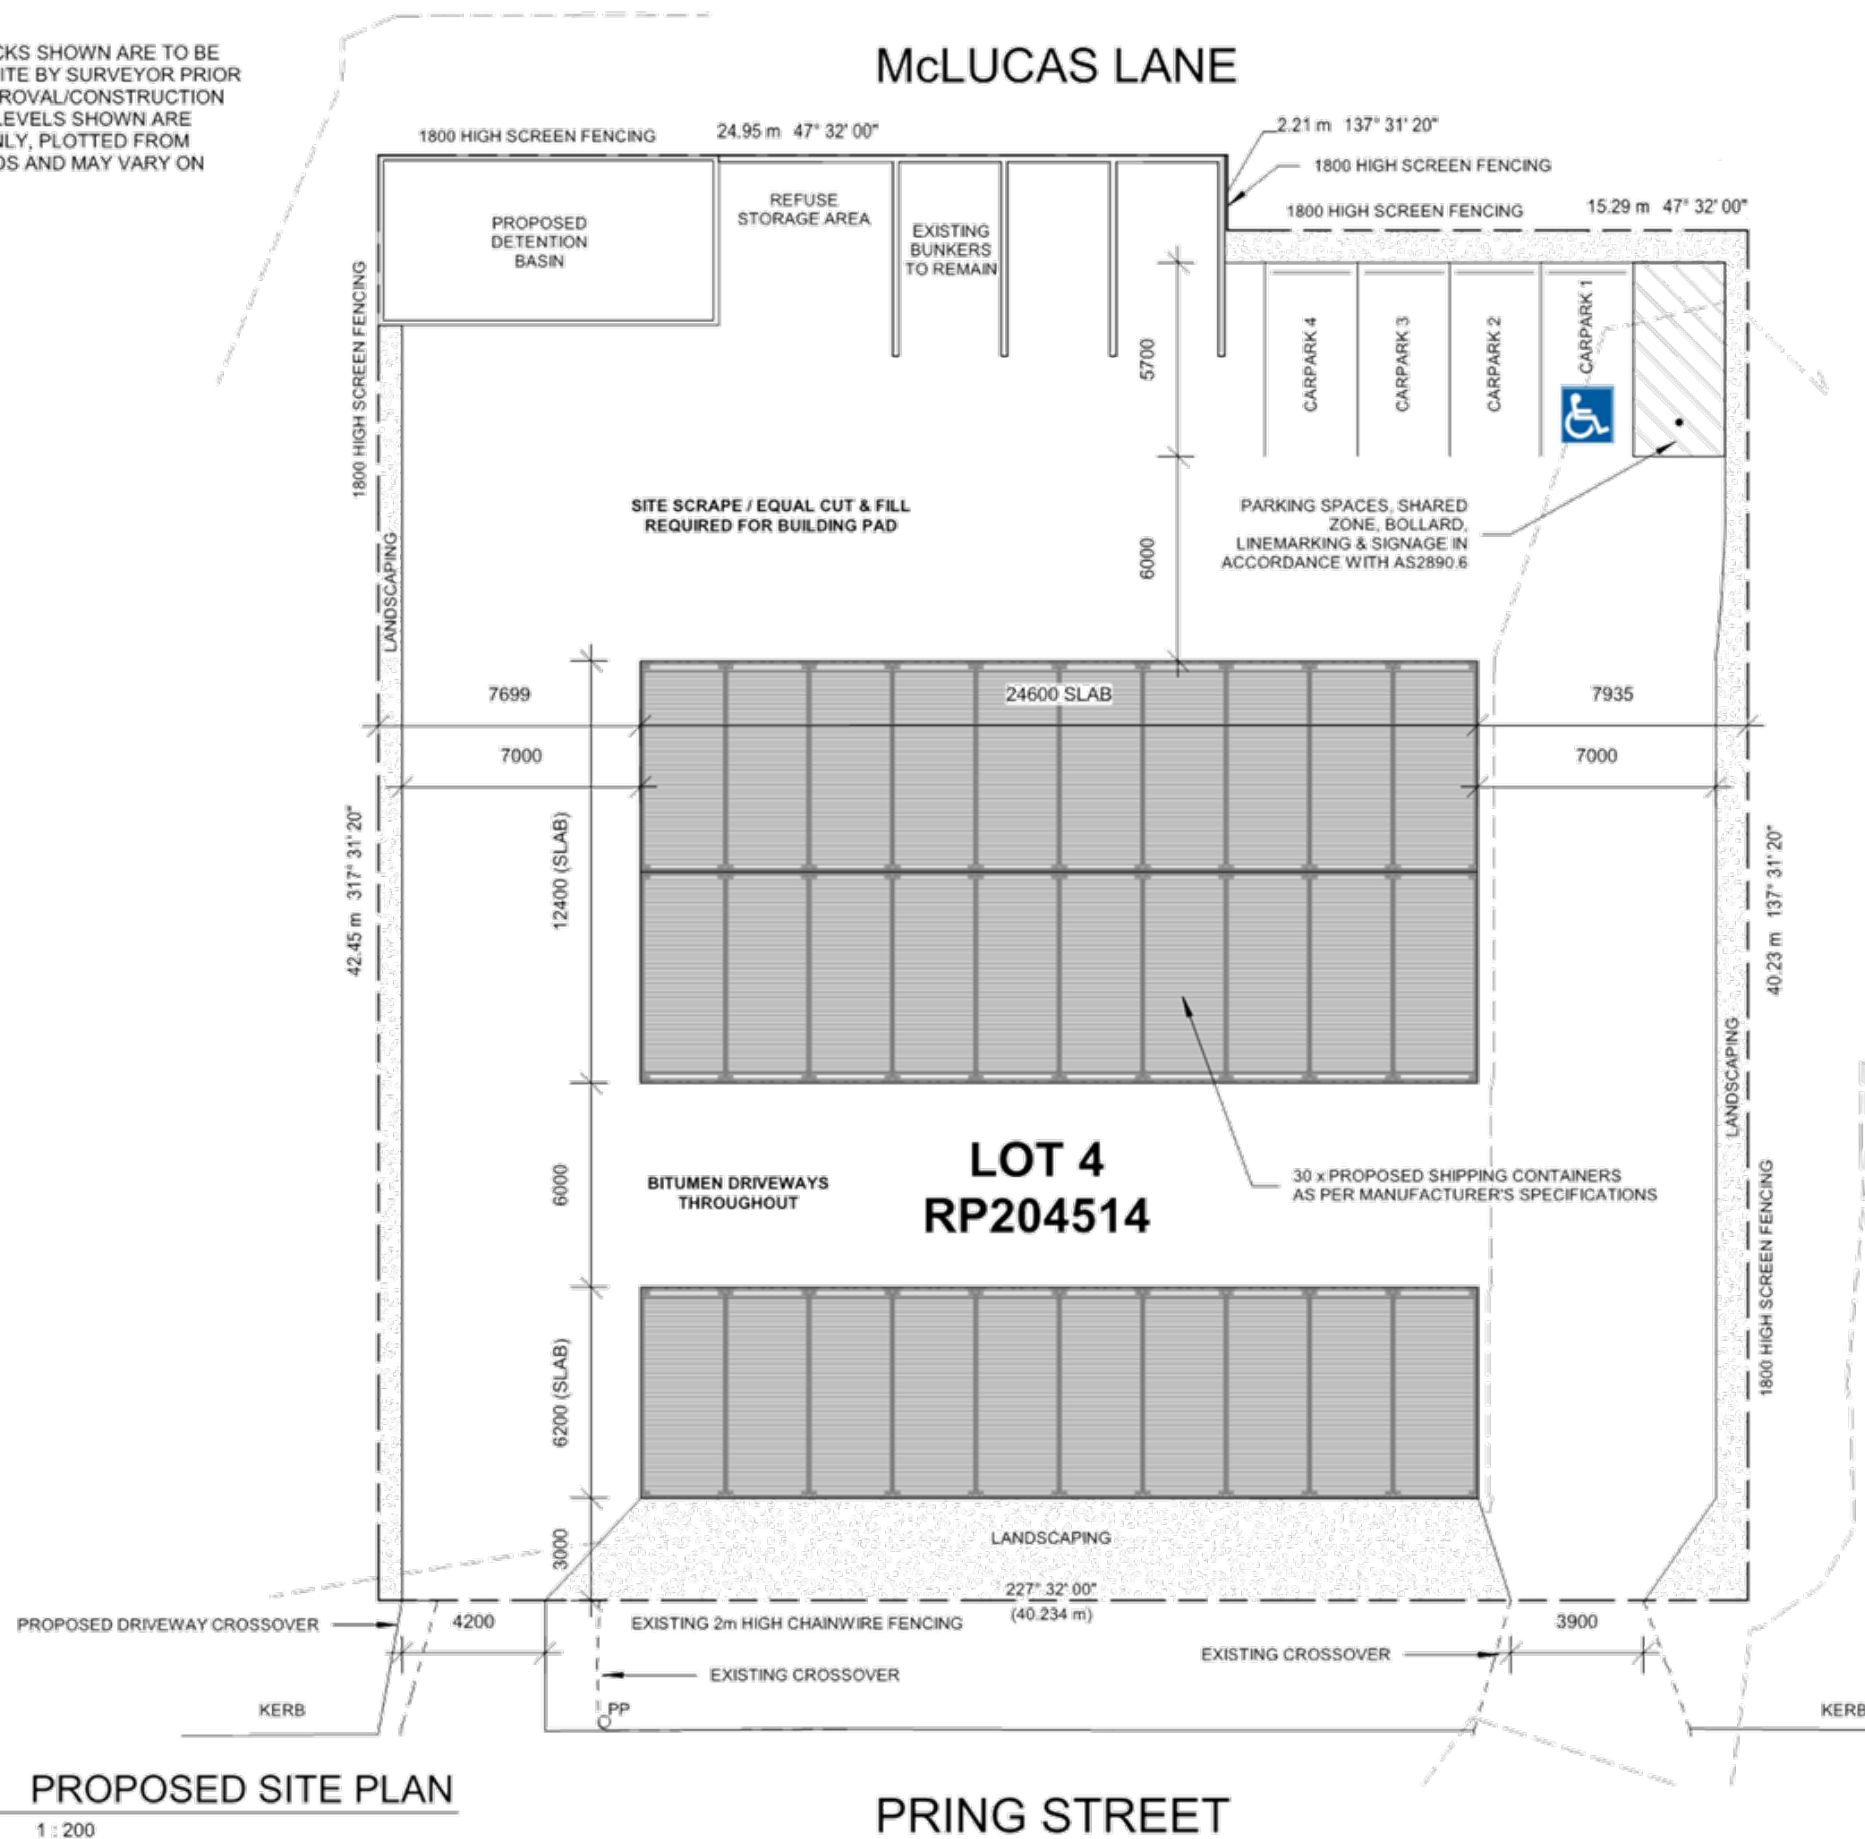 CKS SHOWN ARE TO BE
ITE BY SURVEYOR PRIOR
ROVAL/CONSTRUCTION
LEVELS SHOWN ARE
NLY, PLOTTED FROM
DS AND MAY VARY ON
McLUCAS LANE
1800 HIGH SCREEN FENCING
24.95 m 47° 32' 00"
2.21 m 137° 31' 20"
1800 HIGH SCREEN FENCING
1800 HIGH SCREEN FENCING
15.29 m 47° 32' 00"
PROPOSED
DETENTION
BASIN
REFUSE
STORAGE AREA
EXISTING
BUNKERS
TO REMAIN
1800 HIGH SCREEN FENCING
LANDSCAPING
5700
CARPARK 4
CARPARK 3
CARPARK 2
CARPARK 1
SITE SCRAPE / EQUAL CUT & FILL
REQUIRED FOR BUILDING PAD
6000
PARKING SPACES, SHARED
ZONE, BOLLARD,
LINEMARKING & SIGNAGE IN
ACCORDANCE WITH AS2890.6
7699
24600 SLAB
7935
7000
7000
42.45 m 317° 31' 20"
12400 (SLAB)
40.23 m 137° 31' 20"
LANDSCAPING
6000
BITUMEN DRIVEWAYS
THROUGHOUT
LOT 4
RP204514
30 x PROPOSED SHIPPING CONTAINERS
AS PER MANUFACTURER'S SPECIFICATIONS
1800 HIGH SCREEN FENCING
6200 (SLAB)
3000
LANDSCAPING
227° 32' 00"
(40.234 m)
PROPOSED DRIVEWAY CROSSOVER
4200
EXISTING 2m HIGH CHAINWIRE FENCING
3900
EXISTING CROSSOVER
EXISTING CROSSOVER
KERB
PP
KERB
PROPOSED SITE PLAN
1 : 200
PRING STREET